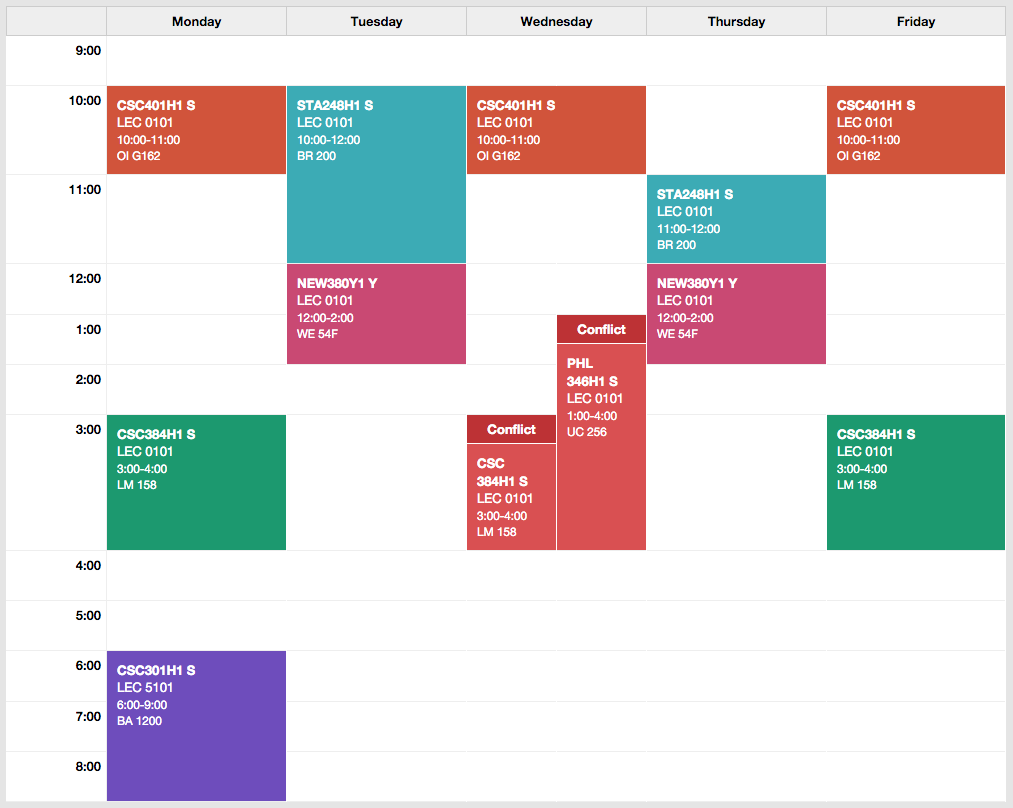 Monday Tuesday Wednesday Thursday Friday
9:00
10:00
CSC401H1 S
LEC 0101
10:00-11:00
OI G162
STA248H1 S
LEC 0101
10:00-12:00
BR 200
CSC401H1 S
LEC 0101
10:00-11:00
OI G162
CSC401H1 S
LEC 0101
10:00-11:00
OI G162
11:00
STA248H1 S
LEC 0101
11:00-12:00
BR 200
12:00
NEW380Y1 Y
LEC 0101
12:00-2:00
WE 54F
NEW380Y1 Y
LEC 0101
12:00-2:00
WE 54F
1:00
Conflict
PHL
346H1 S
LEC 0101
1:00-4:00
UC 256
2:00
3:00
CSC384H1 S
LEC 0101
3:00-4:00
LM 158
Conflict
CSC
384H1 S
LEC 0101
3:00-4:00
LM 158
CSC384H1 S
LEC 0101
3:00-4:00
LM 158
4:00
5:00
6:00
CSC301H1 S
LEC 5101
6:00-9:00
BA 1200
7:00
8:00